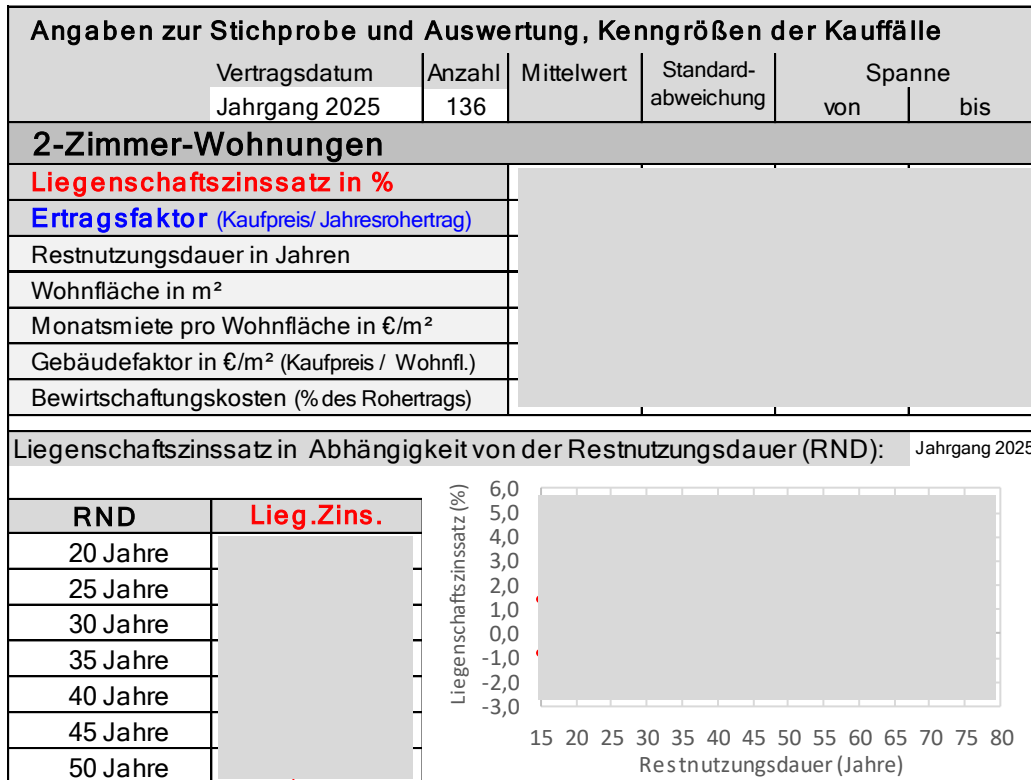 Angaben zur Stichprobe und Auswertung, Kenngrößen der Kauffälle
Vertragsdatum Anzahl Mittelwert Standard-abweichung Spanne
Jahrgang 2025 136 von bis
2-Zimmer-Wohnungen
Liegenschaftszinssatz in %
Ertragsfaktor (Kaufpreis/ Jahresrohertrag)
Restnutzungsdauer in Jahren
Wohnfläche in m²
Monatsmiete pro Wohnfläche in €/m²
Gebäudefaktor in €/m² (Kaufpreis / Wohnfl.)
Bewirtschaftungskosten (% des Rohertrags)
Liegenschaftszinssatz in Abhängigkeit von der Restnutzungsdauer (RND): Jahrgang 2025
RND Lieg.Zins.
20 Jahre
25 Jahre
30 Jahre
35 Jahre
40 Jahre
45 Jahre
50 Jahre
Liegenschaftszinssatz (%)
6,0
5,0
4,0
3,0
2,0
1,0
0,0
-1,0
-2,0
-3,0
15 20 25 30 35 40 45 50 55 60 65 70 75 80
Restnutzungsdauer (Jahre)